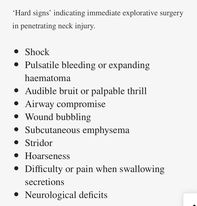 'Hard signs' indicating immediate explorative surgery
in penetrating neck injury.
• Shock
• Pulsatile bleeding or expanding
haematoma
• Audible bruit or palpable thrill
• Airway compromise
• Wound bubbling
• Subcutaneous emphysema
• Stridor
• Hoarseness
• Difficulty or pain when swallowing
secretions
• Neurological deficits